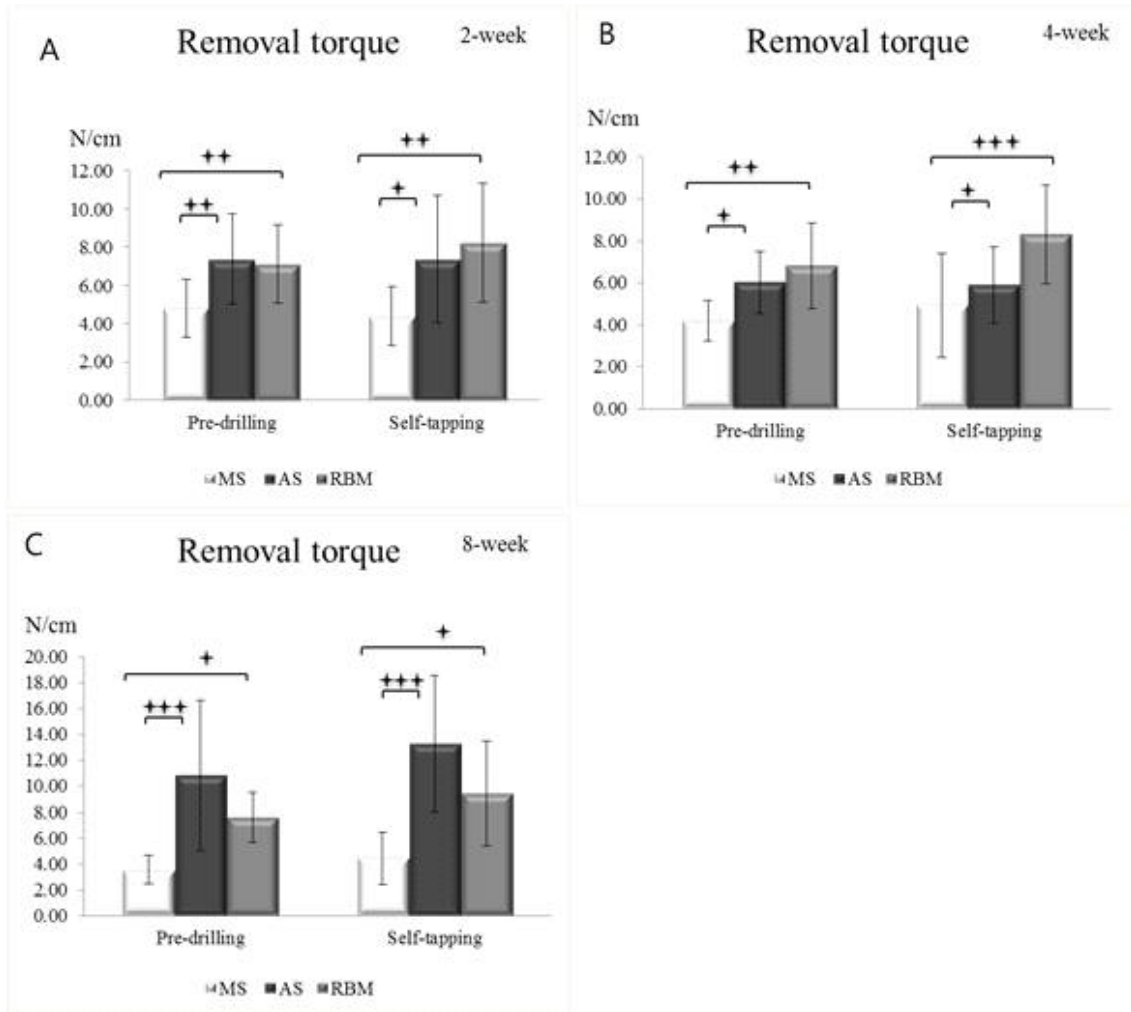 A
Removal torque 2-week
N/cm
✦✦
✦✦
✦✦
✦
12.00
10.00
8.00
6.00
4.00
2.00
0.00
Pre-drilling Self-tapping
MS AS RBM
B
Removal torque 4-week
N/cm
✦✦✦
✦✦
✦
✦
12.00
10.00
8.00
6.00
4.00
2.00
0.00
Pre-drilling Self-tapping
MS AS RBM
C
Removal torque 8-week
N/cm
✦
✦
✦✦✦
✦✦✦
20.00
18.00
16.00
14.00
12.00
10.00
8.00
6.00
4.00
2.00
0.00
Pre-drilling Self-tapping
MS AS RBM